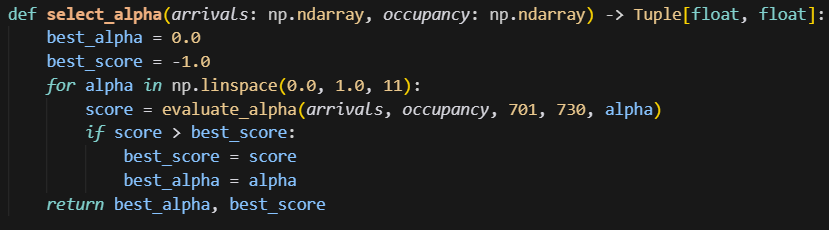 def select_alpha(arrivals: np.ndarray, occupancy: np.ndarray) -> Tuple[float, float]:
    best_alpha = 0.0
    best_score = -1.0
    for alpha in np.linspace(0.0, 1.0, 11):
        score = evaluate_alpha(arrivals, occupancy, 701, 730, alpha)
        if score > best_score:
            best_score = score
            best_alpha = alpha
    return best_alpha, best_score